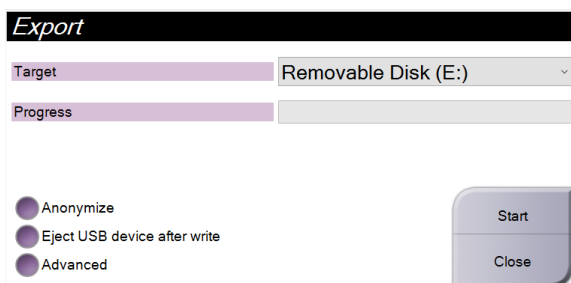 Export
Target
Removable Disk (E:)
Progress
Anonymize
Eject USB device after write
Advanced
Start
Close